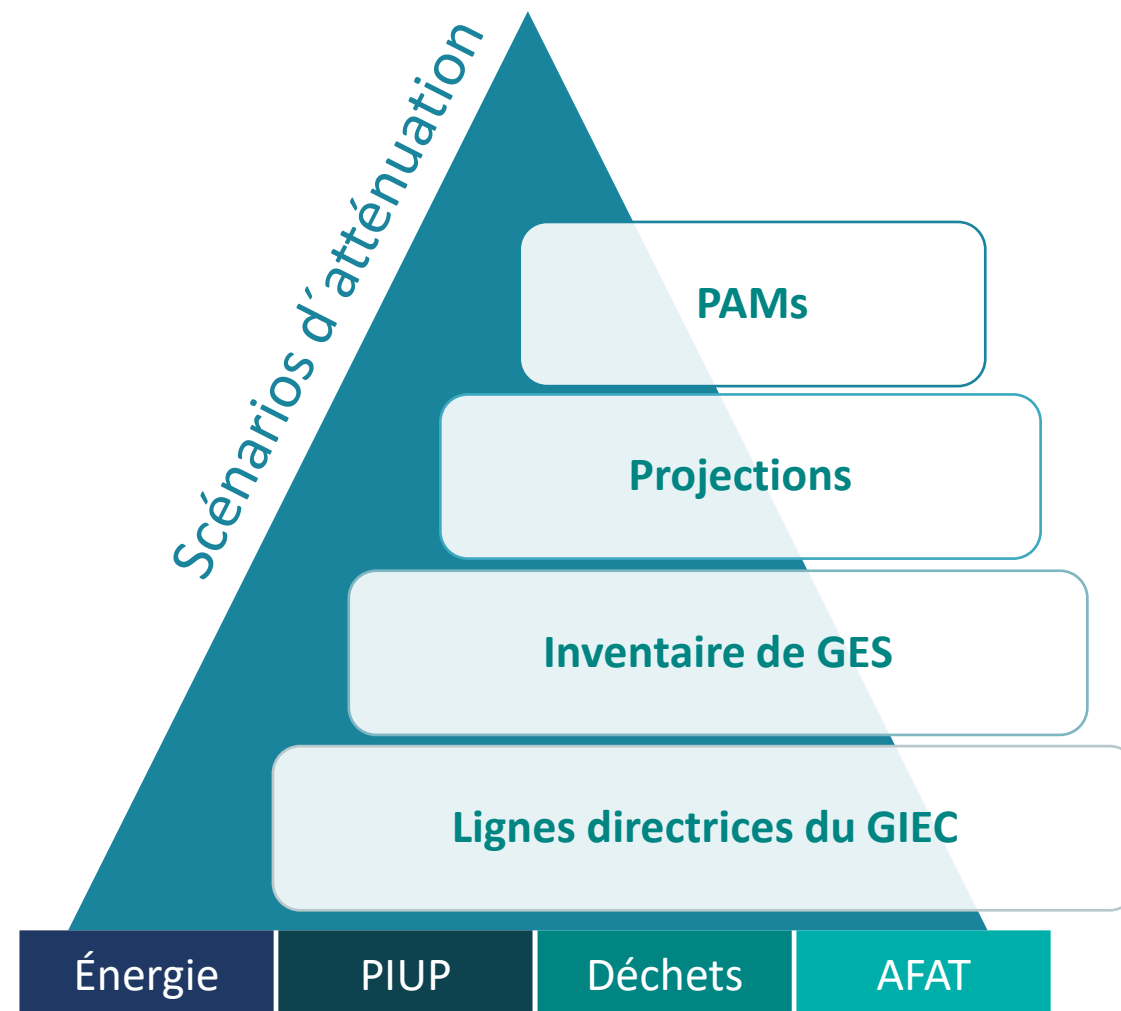 Scénarios d´atténuation
PAMs
Projections
Inventaire de GES
Lignes directrices du GIEC
Énergie
PIUP
Déchets
AFAT